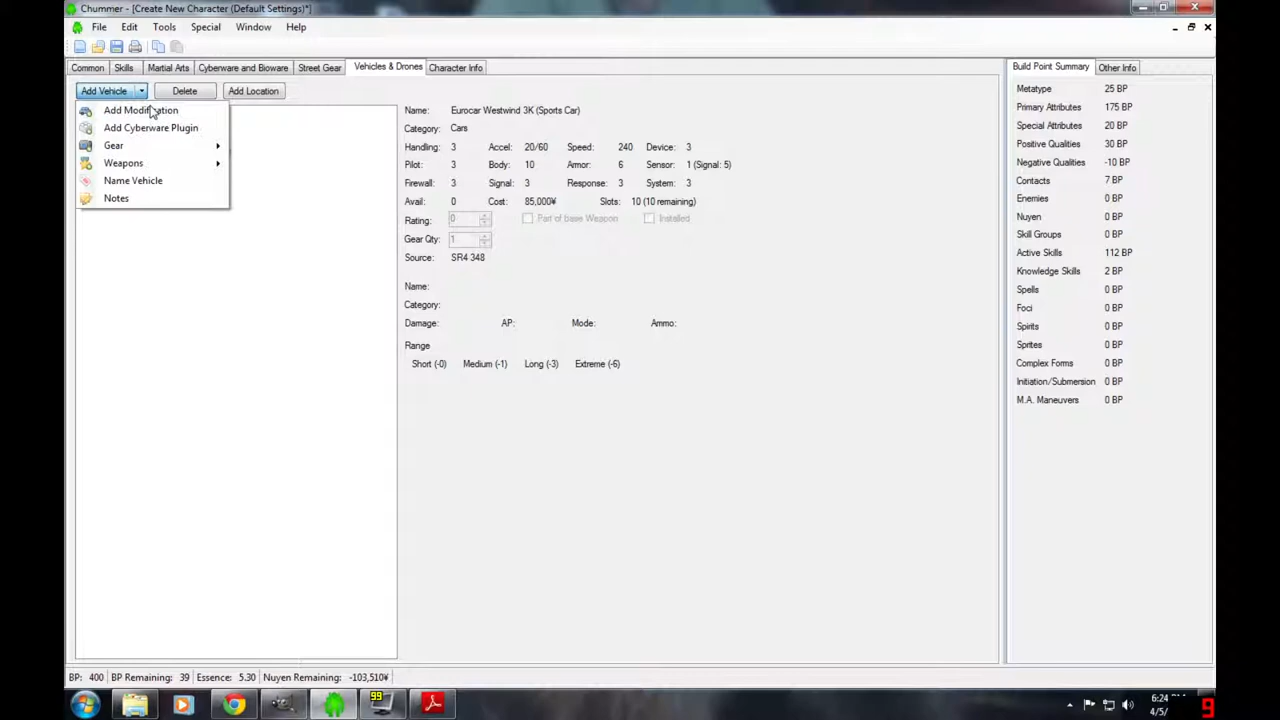 Chummer - [Create New Character (Default Settings)*]
File Edit Tools Special Window Help
Common Skills Martial Arts Cyberware and Bioware Street Gear Vehicles & Drones Character Info
Build Point Summary Other Info
Add Vehicle Delete Add Location
Add Modification
Add Cyberware Plugin
Gear
Weapons
Name Vehicle
Notes
Name: Eurocar Westwind 3K (Sports Car)
Category: Cars
Handling: 3 Accel: 20/60 Speed: 240 Device: 3
Pilot: 3 Body: 10 Armor: 6 Sensor: 1 (Signal: 5)
Firewall: 3 Signal: 3 Response: 3 System: 3
Avail: 0 Cost: 85,000¥ Slots: 10 (10 remaining)
Rating: 0 Part of base Weapon Installed
Gear Qty: 1
Source: SR4 348
Name:
Category:
Damage: AP: Mode: Ammo:
Range
Short (-0) Medium (-1) Long (-3) Extreme (-6)
Metatype 25 BP
Primary Attributes 175 BP
Special Attributes 20 BP
Positive Qualities 30 BP
Negative Qualities -10 BP
Contacts 7 BP
Enemies 0 BP
Nuyen 0 BP
Skill Groups 0 BP
Active Skills 112 BP
Knowledge Skills 2 BP
Spells 0 BP
Foci 0 BP
Spirits 0 BP
Sprites 0 BP
Complex Forms 0 BP
Initiation/Submersion 0 BP
M.A. Maneuvers 0 BP
BP: 400 BP Remaining: 39 Essence: 5.30 Nuyen Remaining: -103,510¥
99
6:24
4/5/
9